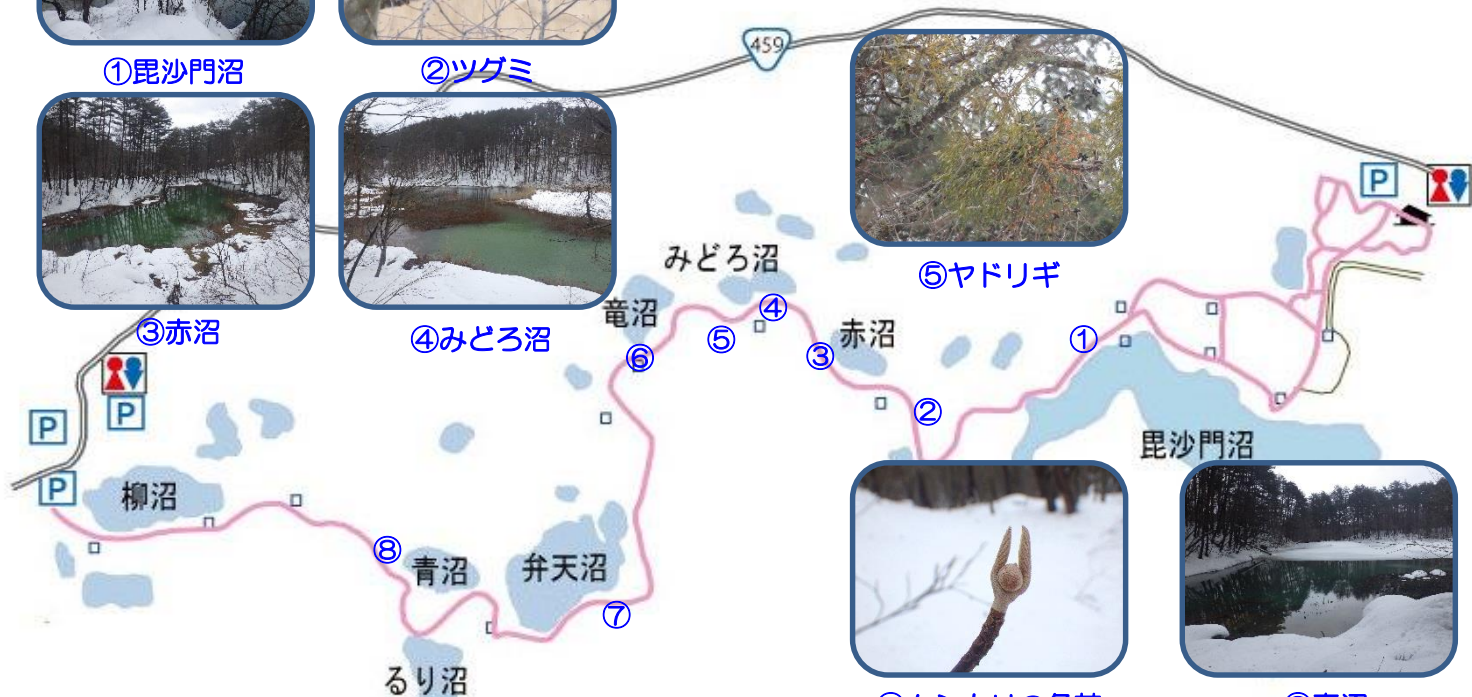 ①毘沙門沼
②ツグミ
459
P
③赤沼
④みどろ沼
⑤ヤドリギ
みどろ沼
竜沼
④
⑤
⑥
③
赤沼
①
②
毘沙門沼
P
P
P
柳沼
⑧
青沼
弁天沼
⑦
るり沼